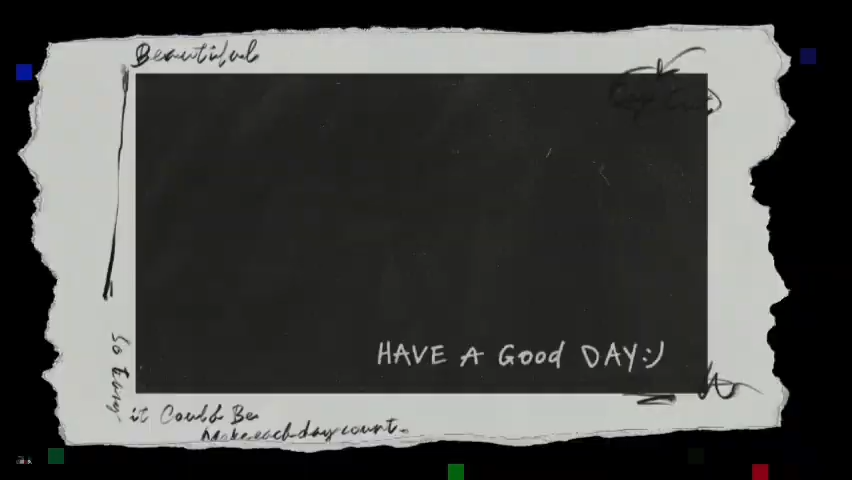 Beautiful
HAVE A Good DAY:)
So Easy
it Could Be
Make each day count.